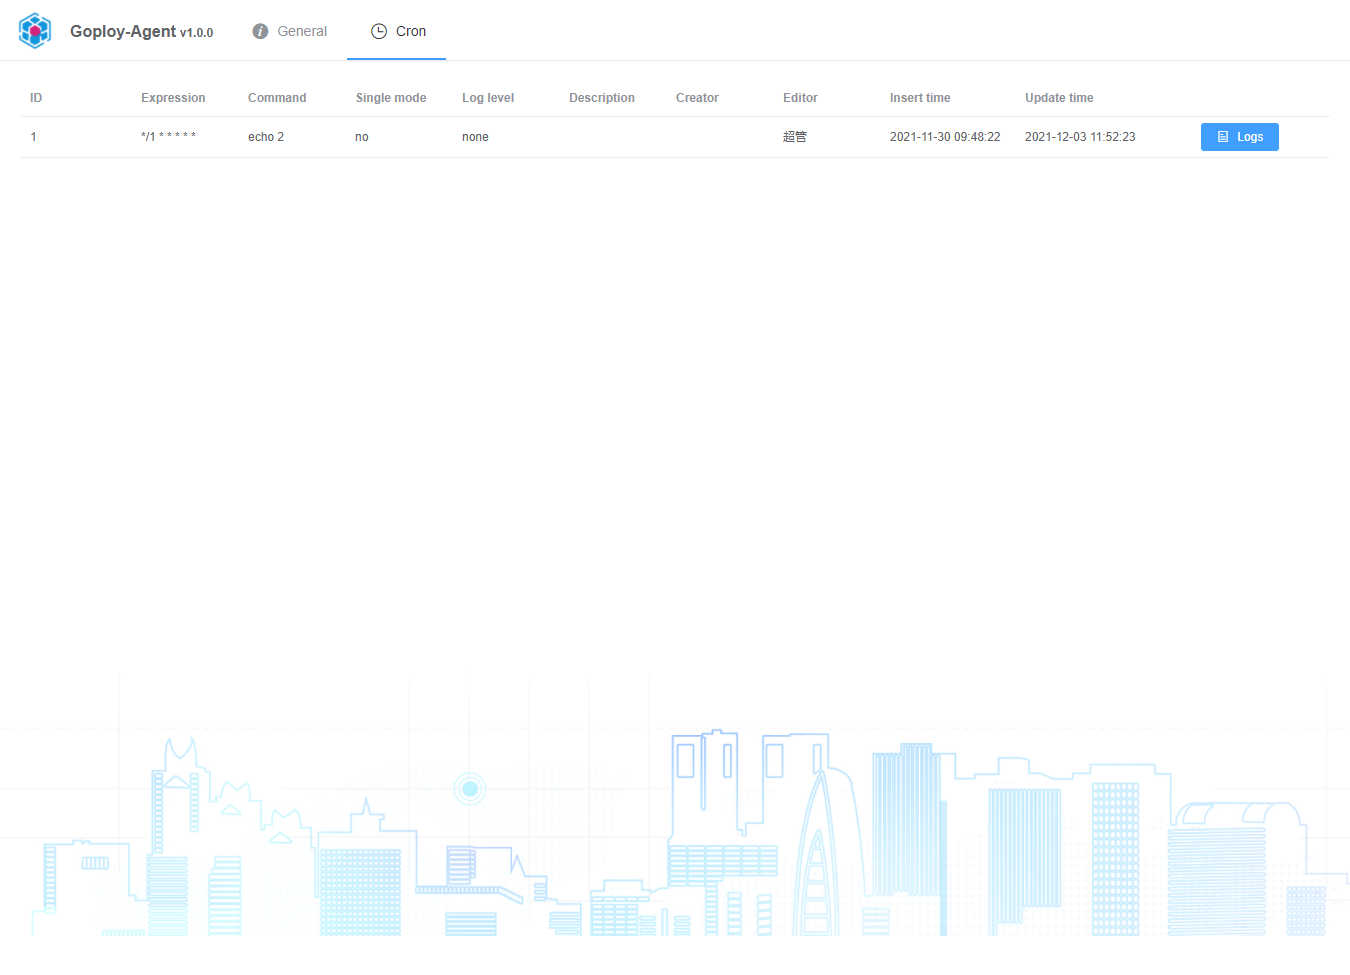 Goploy-Agent v1.0.0 General Cron
ID Expression Command Single mode Log level Description Creator Editor Insert time Update time
1 */1 * * * * * echo 2 no none 超管 2021-11-30 09:48:22 2021-12-03 11:52:23 Logs